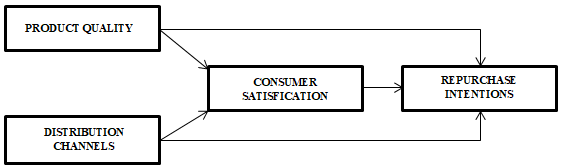 PRODUCT QUALITY
CONSUMER
SATISFICATION
REPURCHASE
INTENTIONS
DISTRIBUTION
CHANNELS